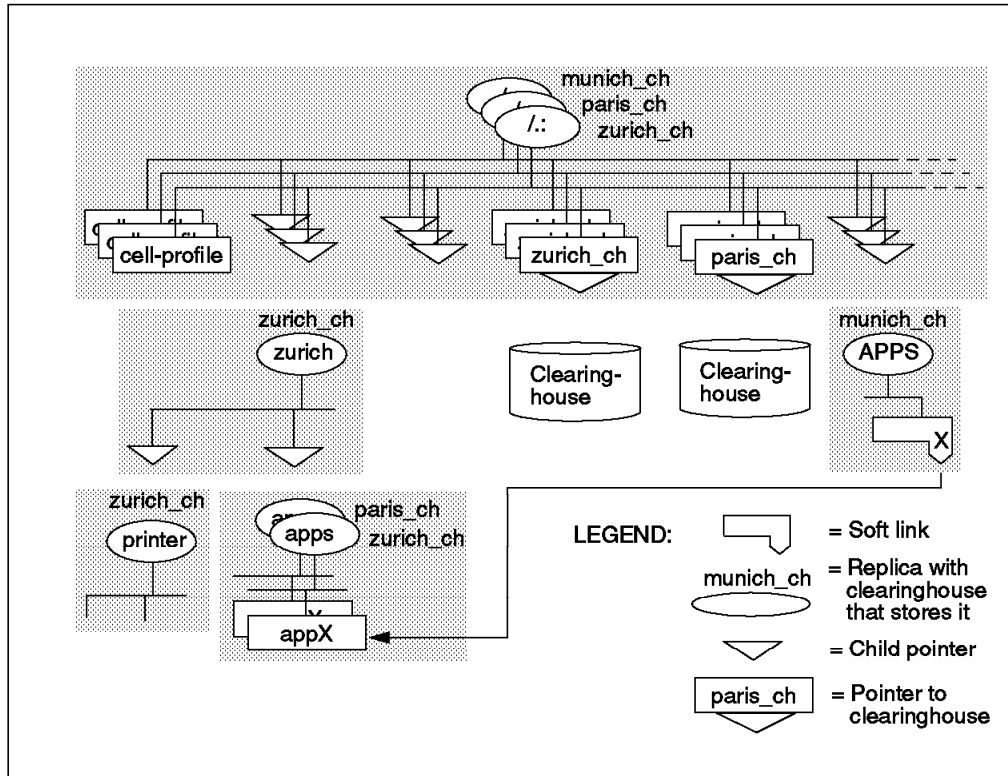 munich_ch
paris_ch
/.:
zurich_ch
cell-profile
zurich_ch
paris_ch
zurich_ch
zurich
Clearing-
house
Clearing-
house
munich_ch
APPS
X
zurich_ch
printer
paris_ch
apps
zurich_ch
appX
LEGEND:
= Soft link
munich_ch
= Replica with
clearinghouse
that stores it
= Child pointer
paris_ch
= Pointer to
clearinghouse